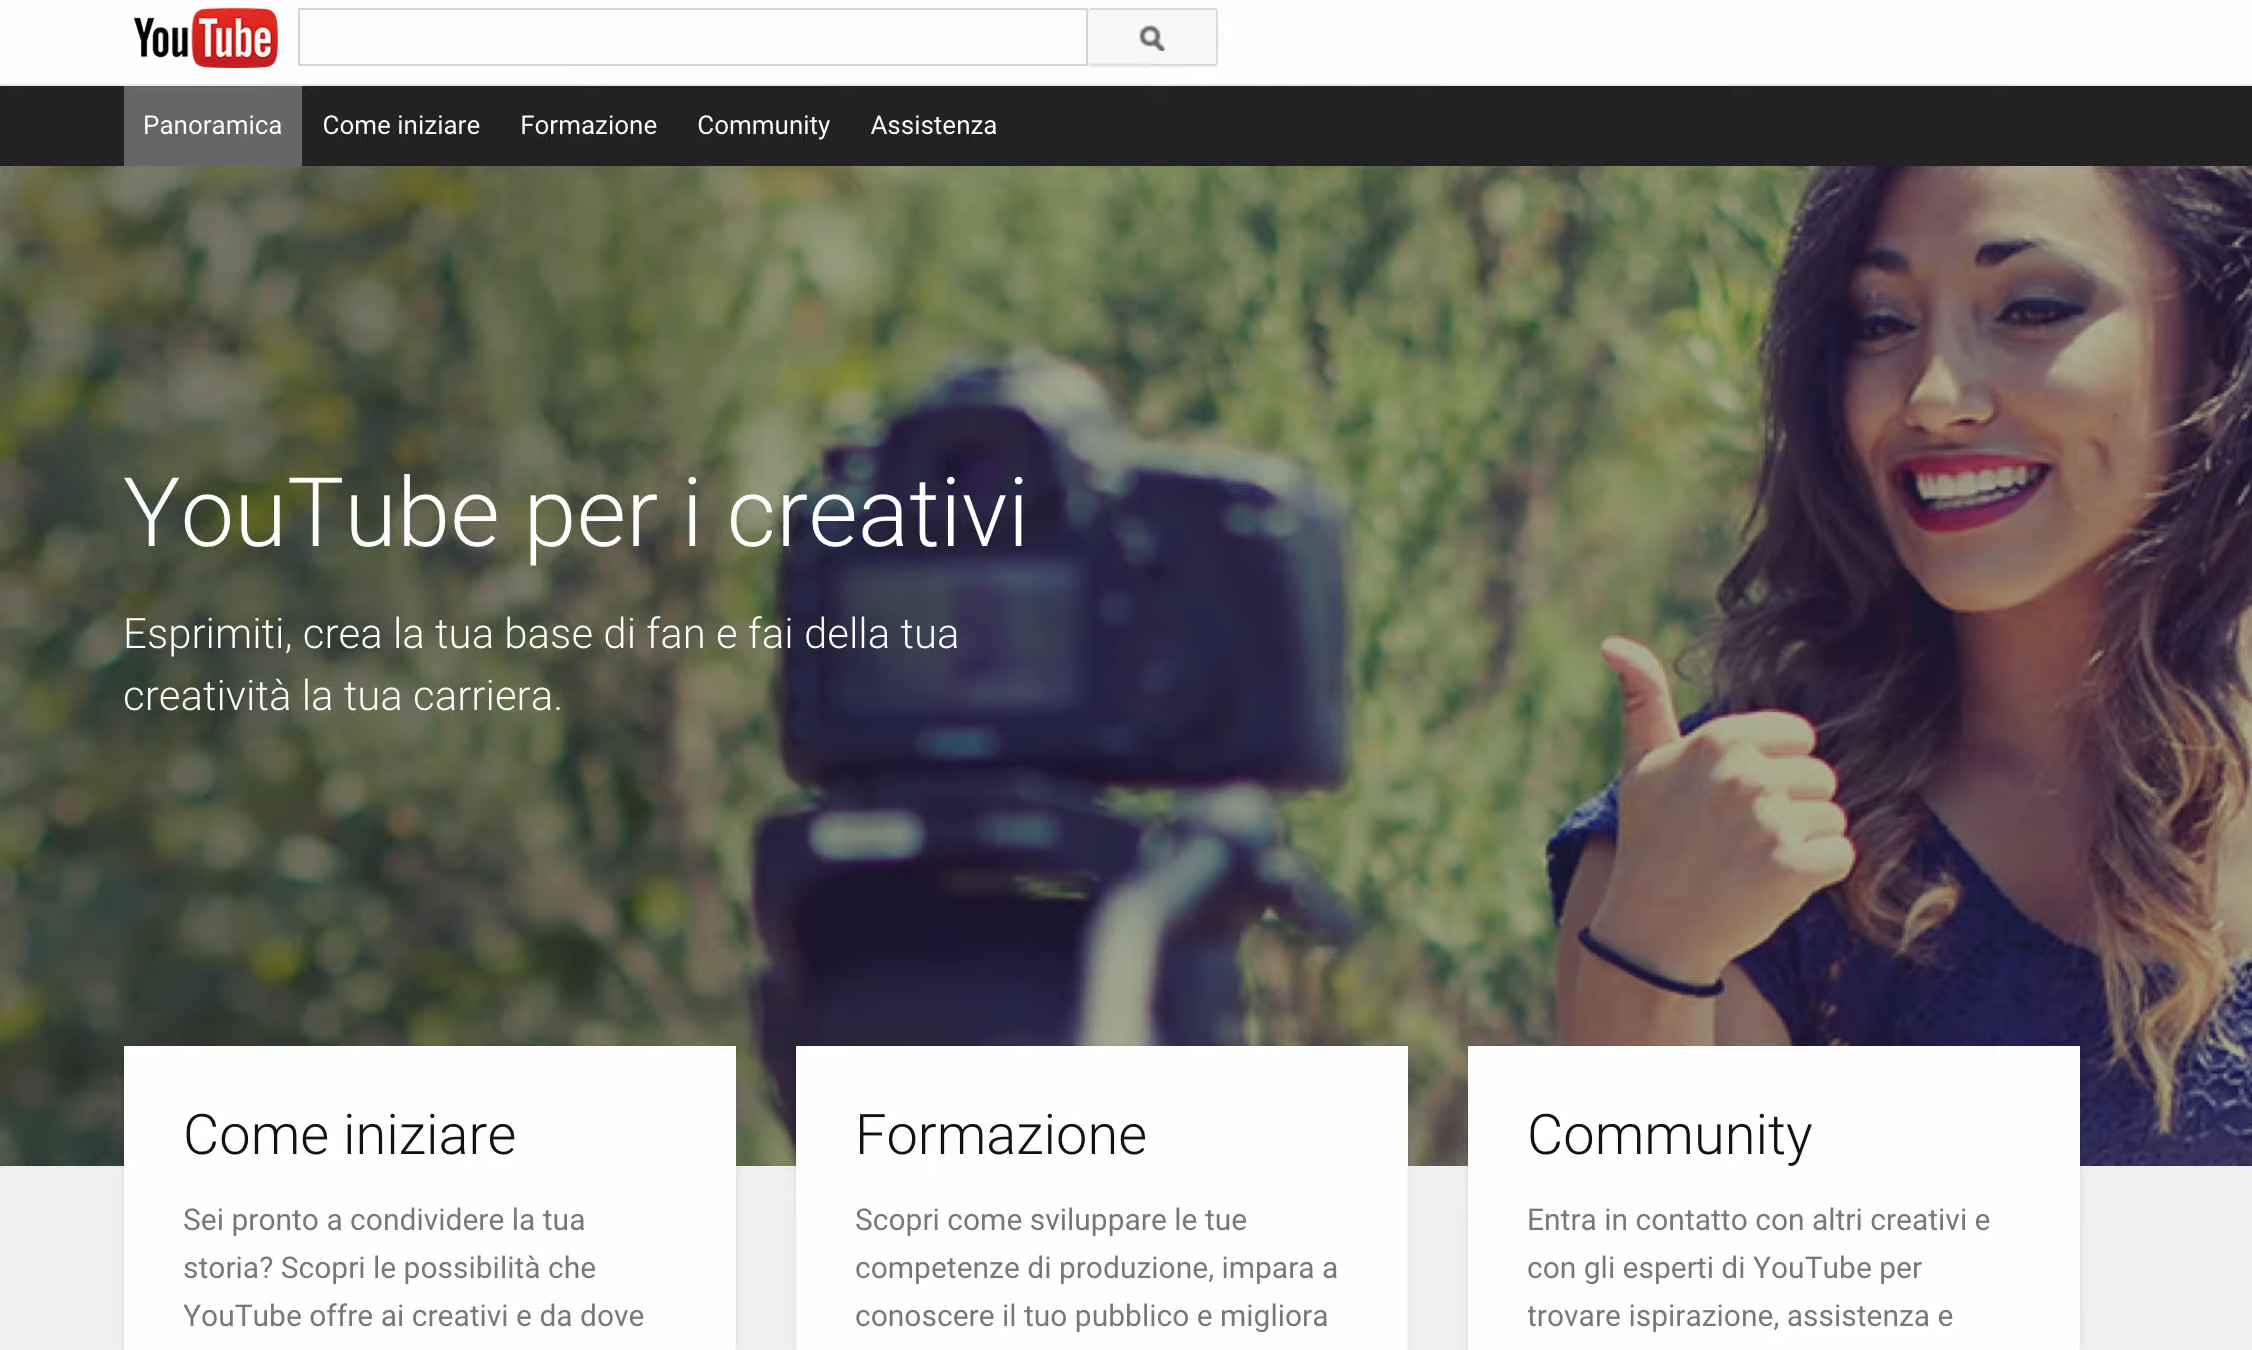 YouTube
Panoramica
Come iniziare
Formazione
Community
Assistenza
YouTube per i creativi
Esprimiti, crea la tua base di fan e fai della tua
creatività la tua carriera.
Come iniziare
Sei pronto a condividere la tua
storia? Scopri le possibilità che
YouTube offre ai creativi e da dove
Formazione
Scopri come sviluppare le tue
competenze di produzione, impara a
conoscere il tuo pubblico e migliora
Community
Entra in contatto con altri creativi e
con gli esperti di YouTube per
trovare ispirazione, assistenza e